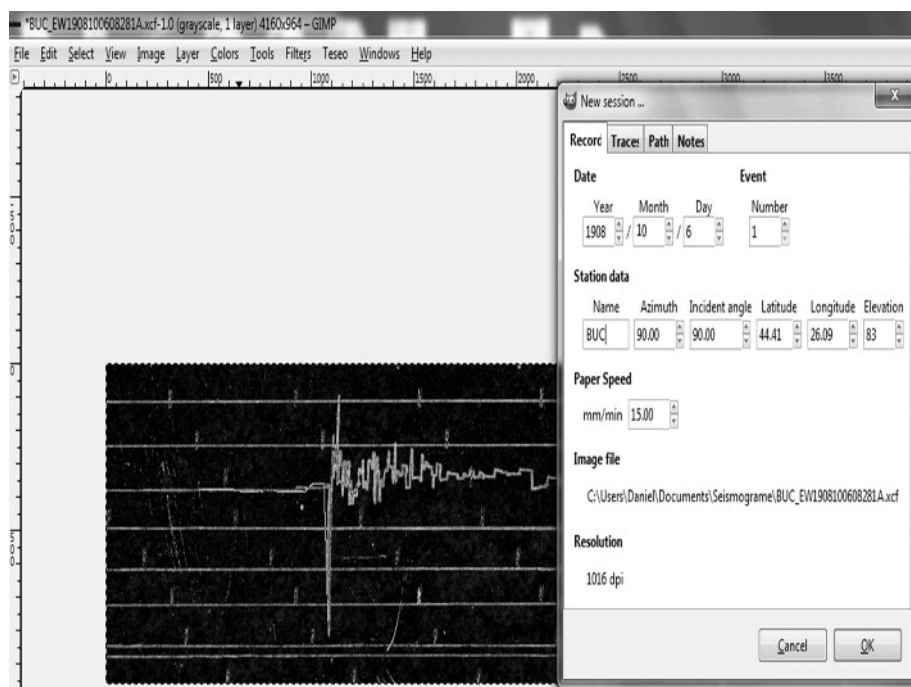 *BUC_EW1908100608281A.xcf-1.0 (grayscale, 1 layer) 4160x964 – GIMP
File Edit Select View Image Layer Colors Tools Filters Teseo Windows Help
0 500 1000 1500 2000 2500 3000 3500
New session ...
X
Record Traces Path Notes
Date Event
Year Month Day Number
1908 / 10 / 6 1
Station data
Name Azimuth Incident angle Latitude Longitude Elevation
BUC 90.00 90.00 44.41 26.09 83
Paper Speed
mm/min 15.00
Image file
C:\Users\Daniel\Documents\Seismograme\BUC_EW1908100608281A.xcf
Resolution
1016 dpi
Cancel OK
0
500